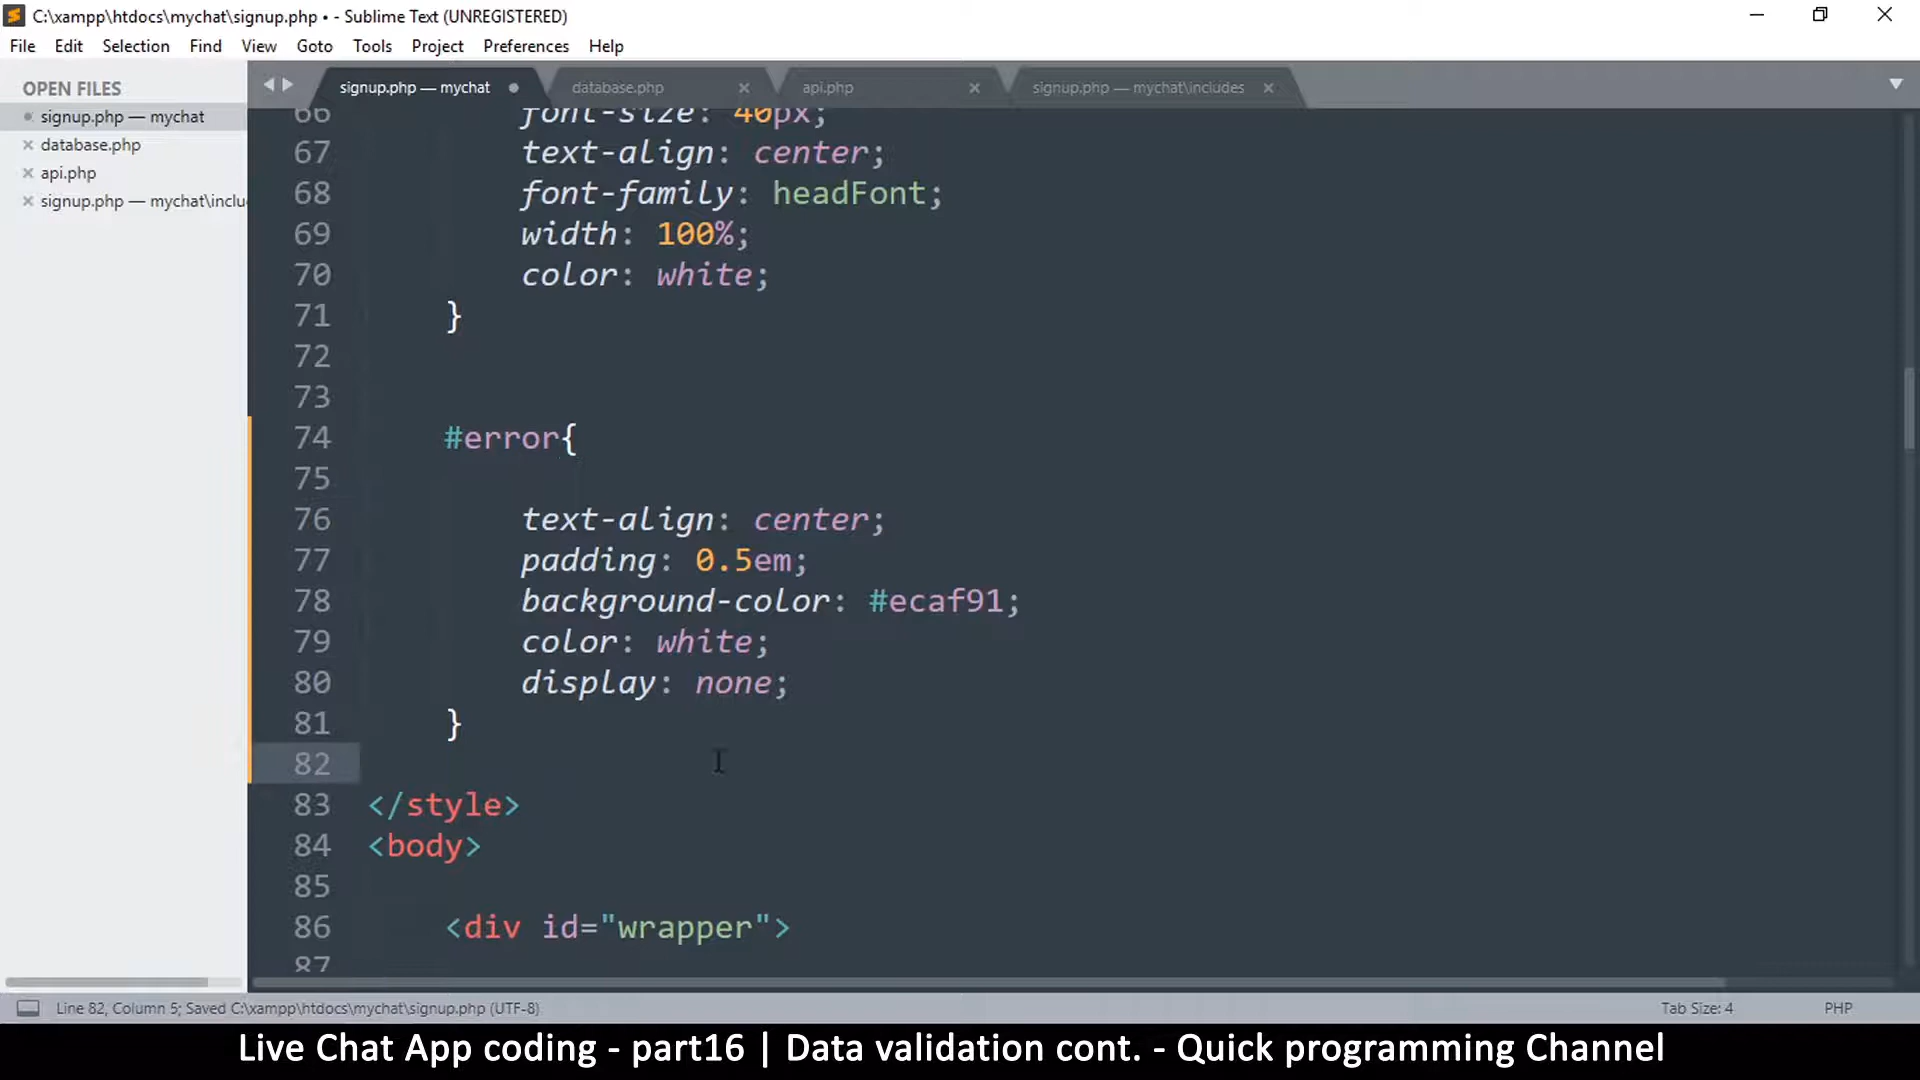 C:\xampp\htdocs\mychat\signup.php • - Sublime Text (UNREGISTERED)
File Edit Selection Find View Goto Tools Project Preferences Help
OPEN FILES
signup.php — mychat
database.php
api.php
signup.php — mychat\inclu
signup.php — mychat database.php api.php signup.php — mychat\includes
66 font-size: 40px;
67 text-align: center;
68 font-family: headFont;
69 width: 100%;
70 color: white;
71 }
72
73
74 #error{
75
76 text-align: center;
77 padding: 0.5em;
78 background-color: #ecaf91;
79 color: white;
80 display: none;
81 }
82
83 </style>
84 <body>
85
86 <div id="wrapper">
87
Line 82, Column 5; Saved C:\xampp\htdocs\mychat\signup.php (UTF-8) Tab Size: 4 PHP
Live Chat App coding - part16 | Data validation cont. - Quick programming Channel